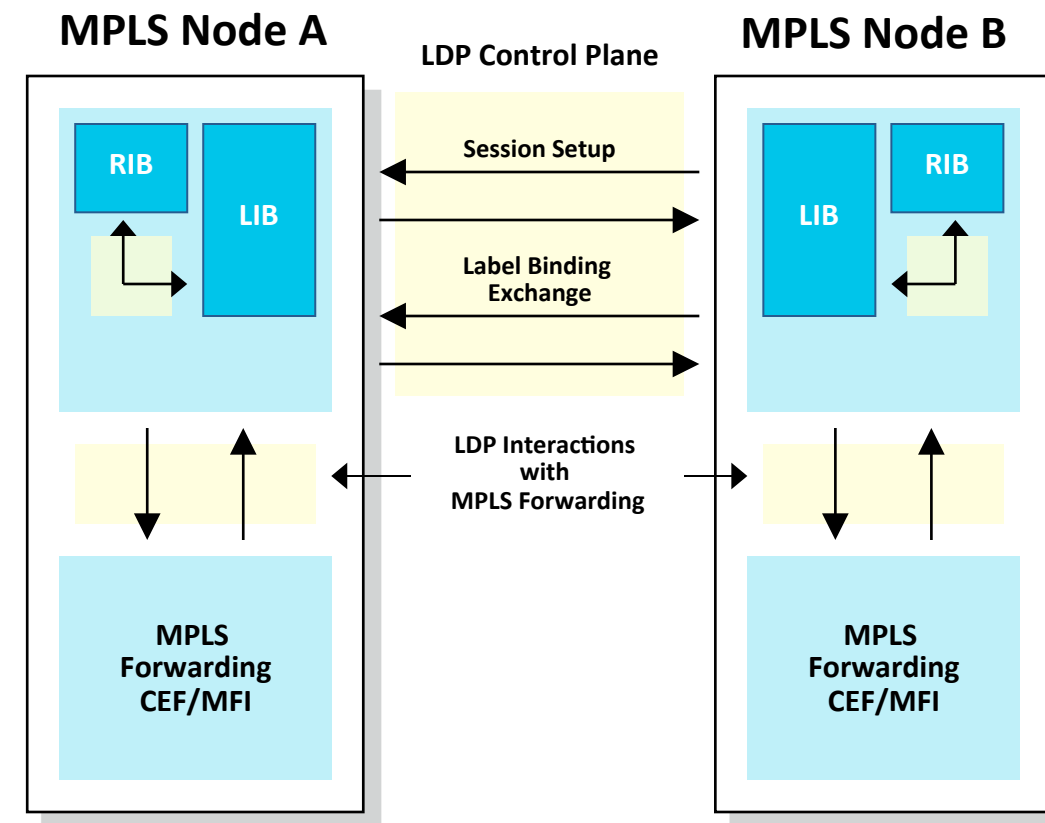 MPLS Node A
MPLS Node B
LDP Control Plane
RIB
LIB
Session Setup
Label Binding
Exchange
LIB
RIB
LDP Interactions
with
MPLS Forwarding
MPLS
Forwarding
CEF/MFI
MPLS
Forwarding
CEF/MFI